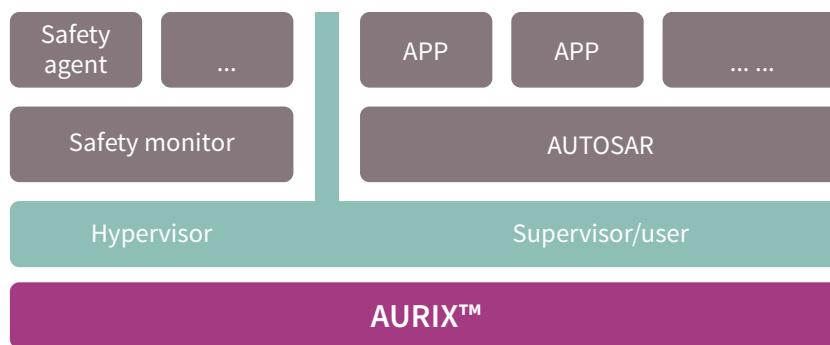 Safety
agent
...
APP
APP
... ...
Safety monitor
AUTOSAR
Hypervisor
Supervisor/user
AURIX™